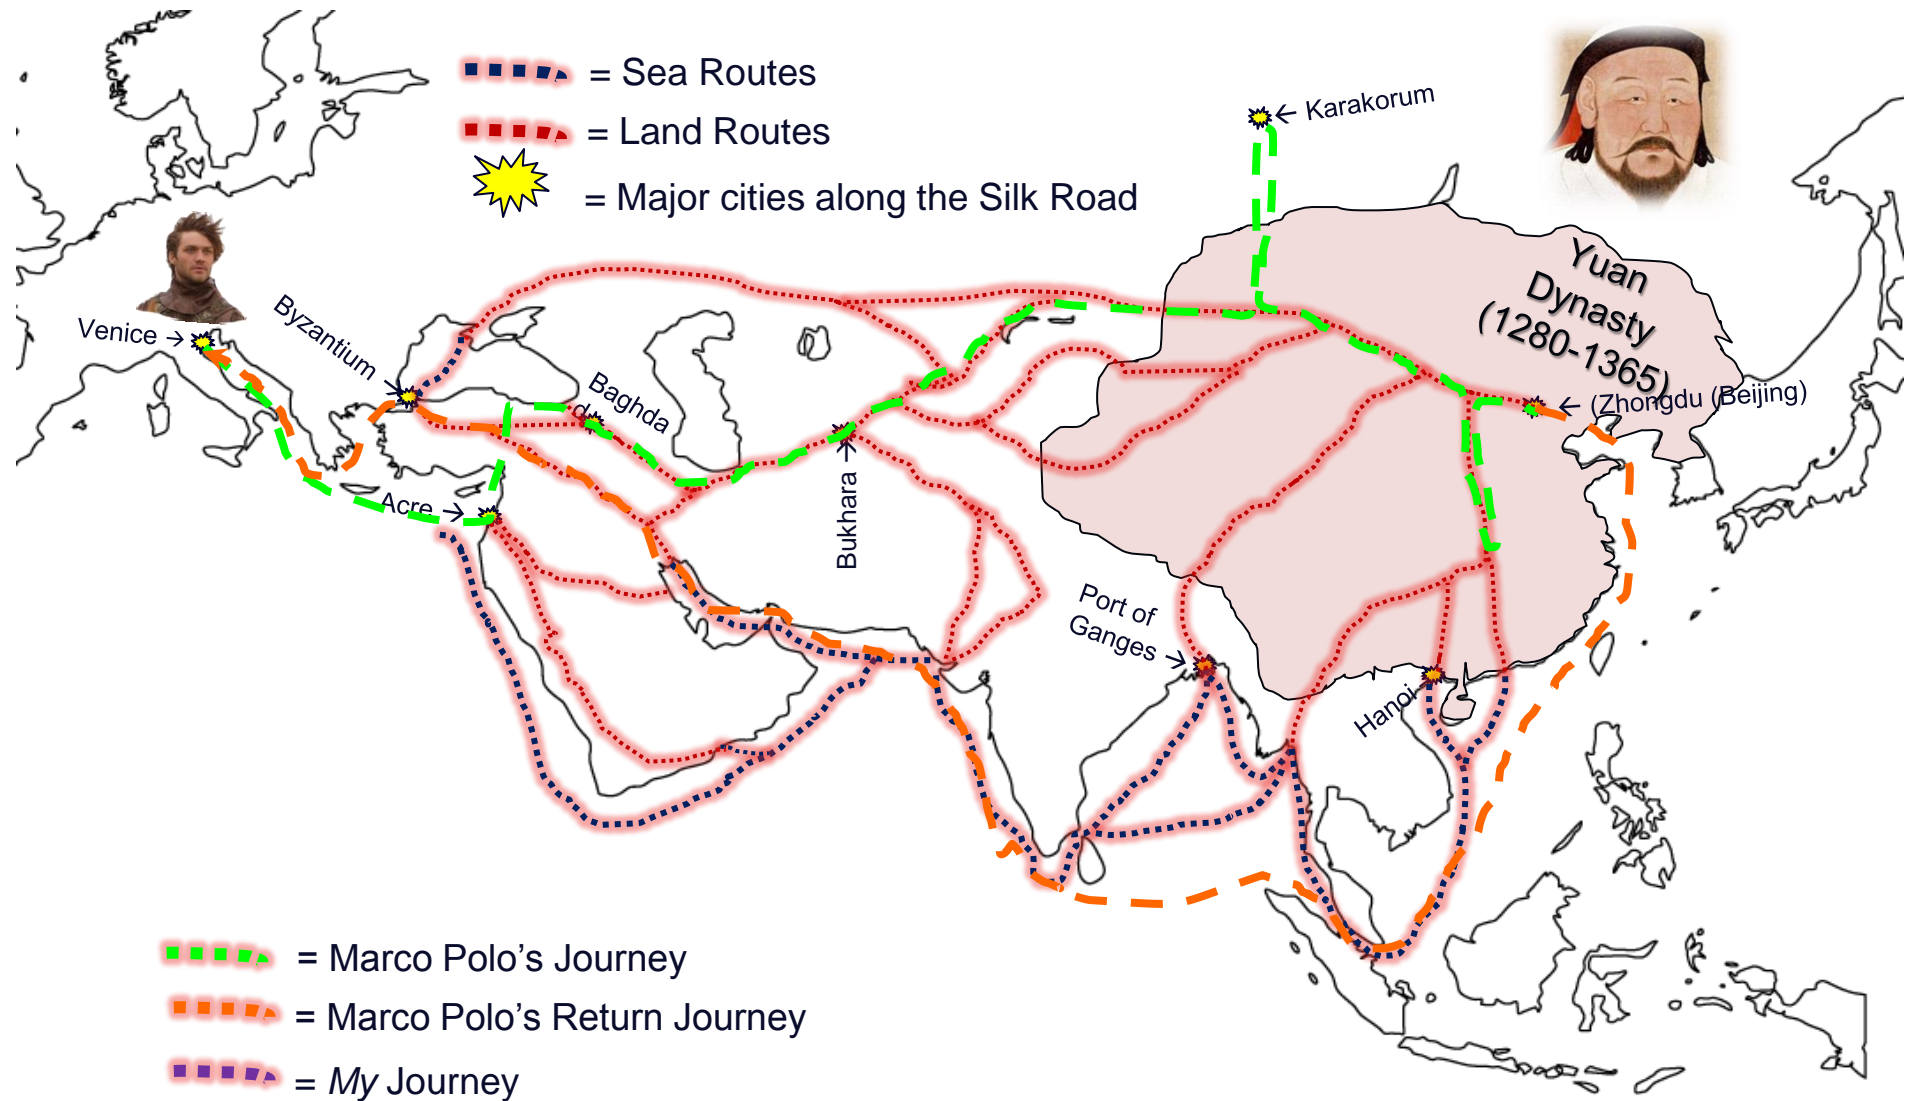 = Sea Routes
= Land Routes
= Major cities along the Silk Road
← Karakorum
Yuan
Dynasty
(1280-1365)
Venice →
Byzantium →
Baghda
d→
Acre →
Bukhara →
← (Zhongdu (Beijing)
Port of
Ganges →
Hanoi
= Marco Polo’s Journey
= Marco Polo’s Return Journey
= My Journey